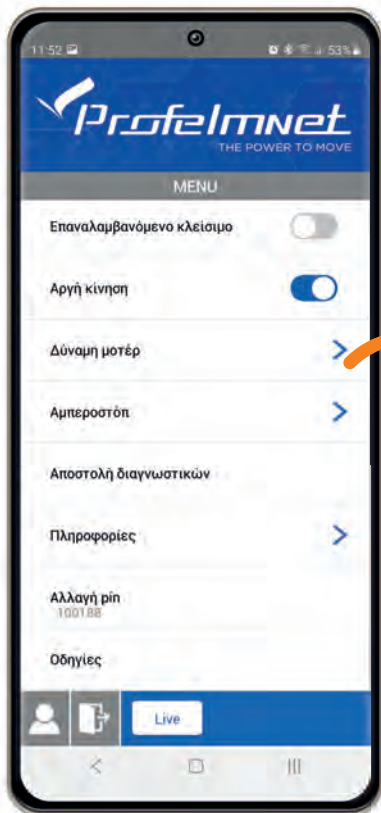 11:52
53%
Profelmnet
THE POWER TO MOVE
MENU
Επαναλαμβανόμενο κλείσιμο
Αργή κίνηση
Δύναμη μοτέρ
Αμπεροστόπ
Αποστολή διαγνωστικών
Πληροφορίες
Αλλαγή pin
100188
Οδηγίες
Live